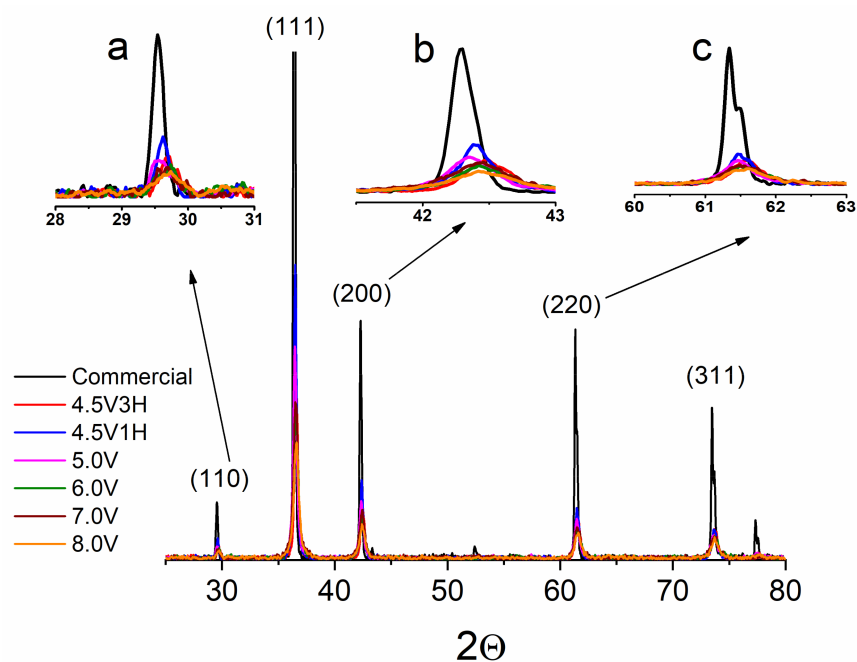 (111)
a
b
c
28 29 30 31
42 43
60 61 62 63
(200)
(220)
(311)
(110)
Commercial
4.5V3H
4.5V1H
5.0V
6.0V
7.0V
8.0V
30 40 50 60 70 80
2Θ